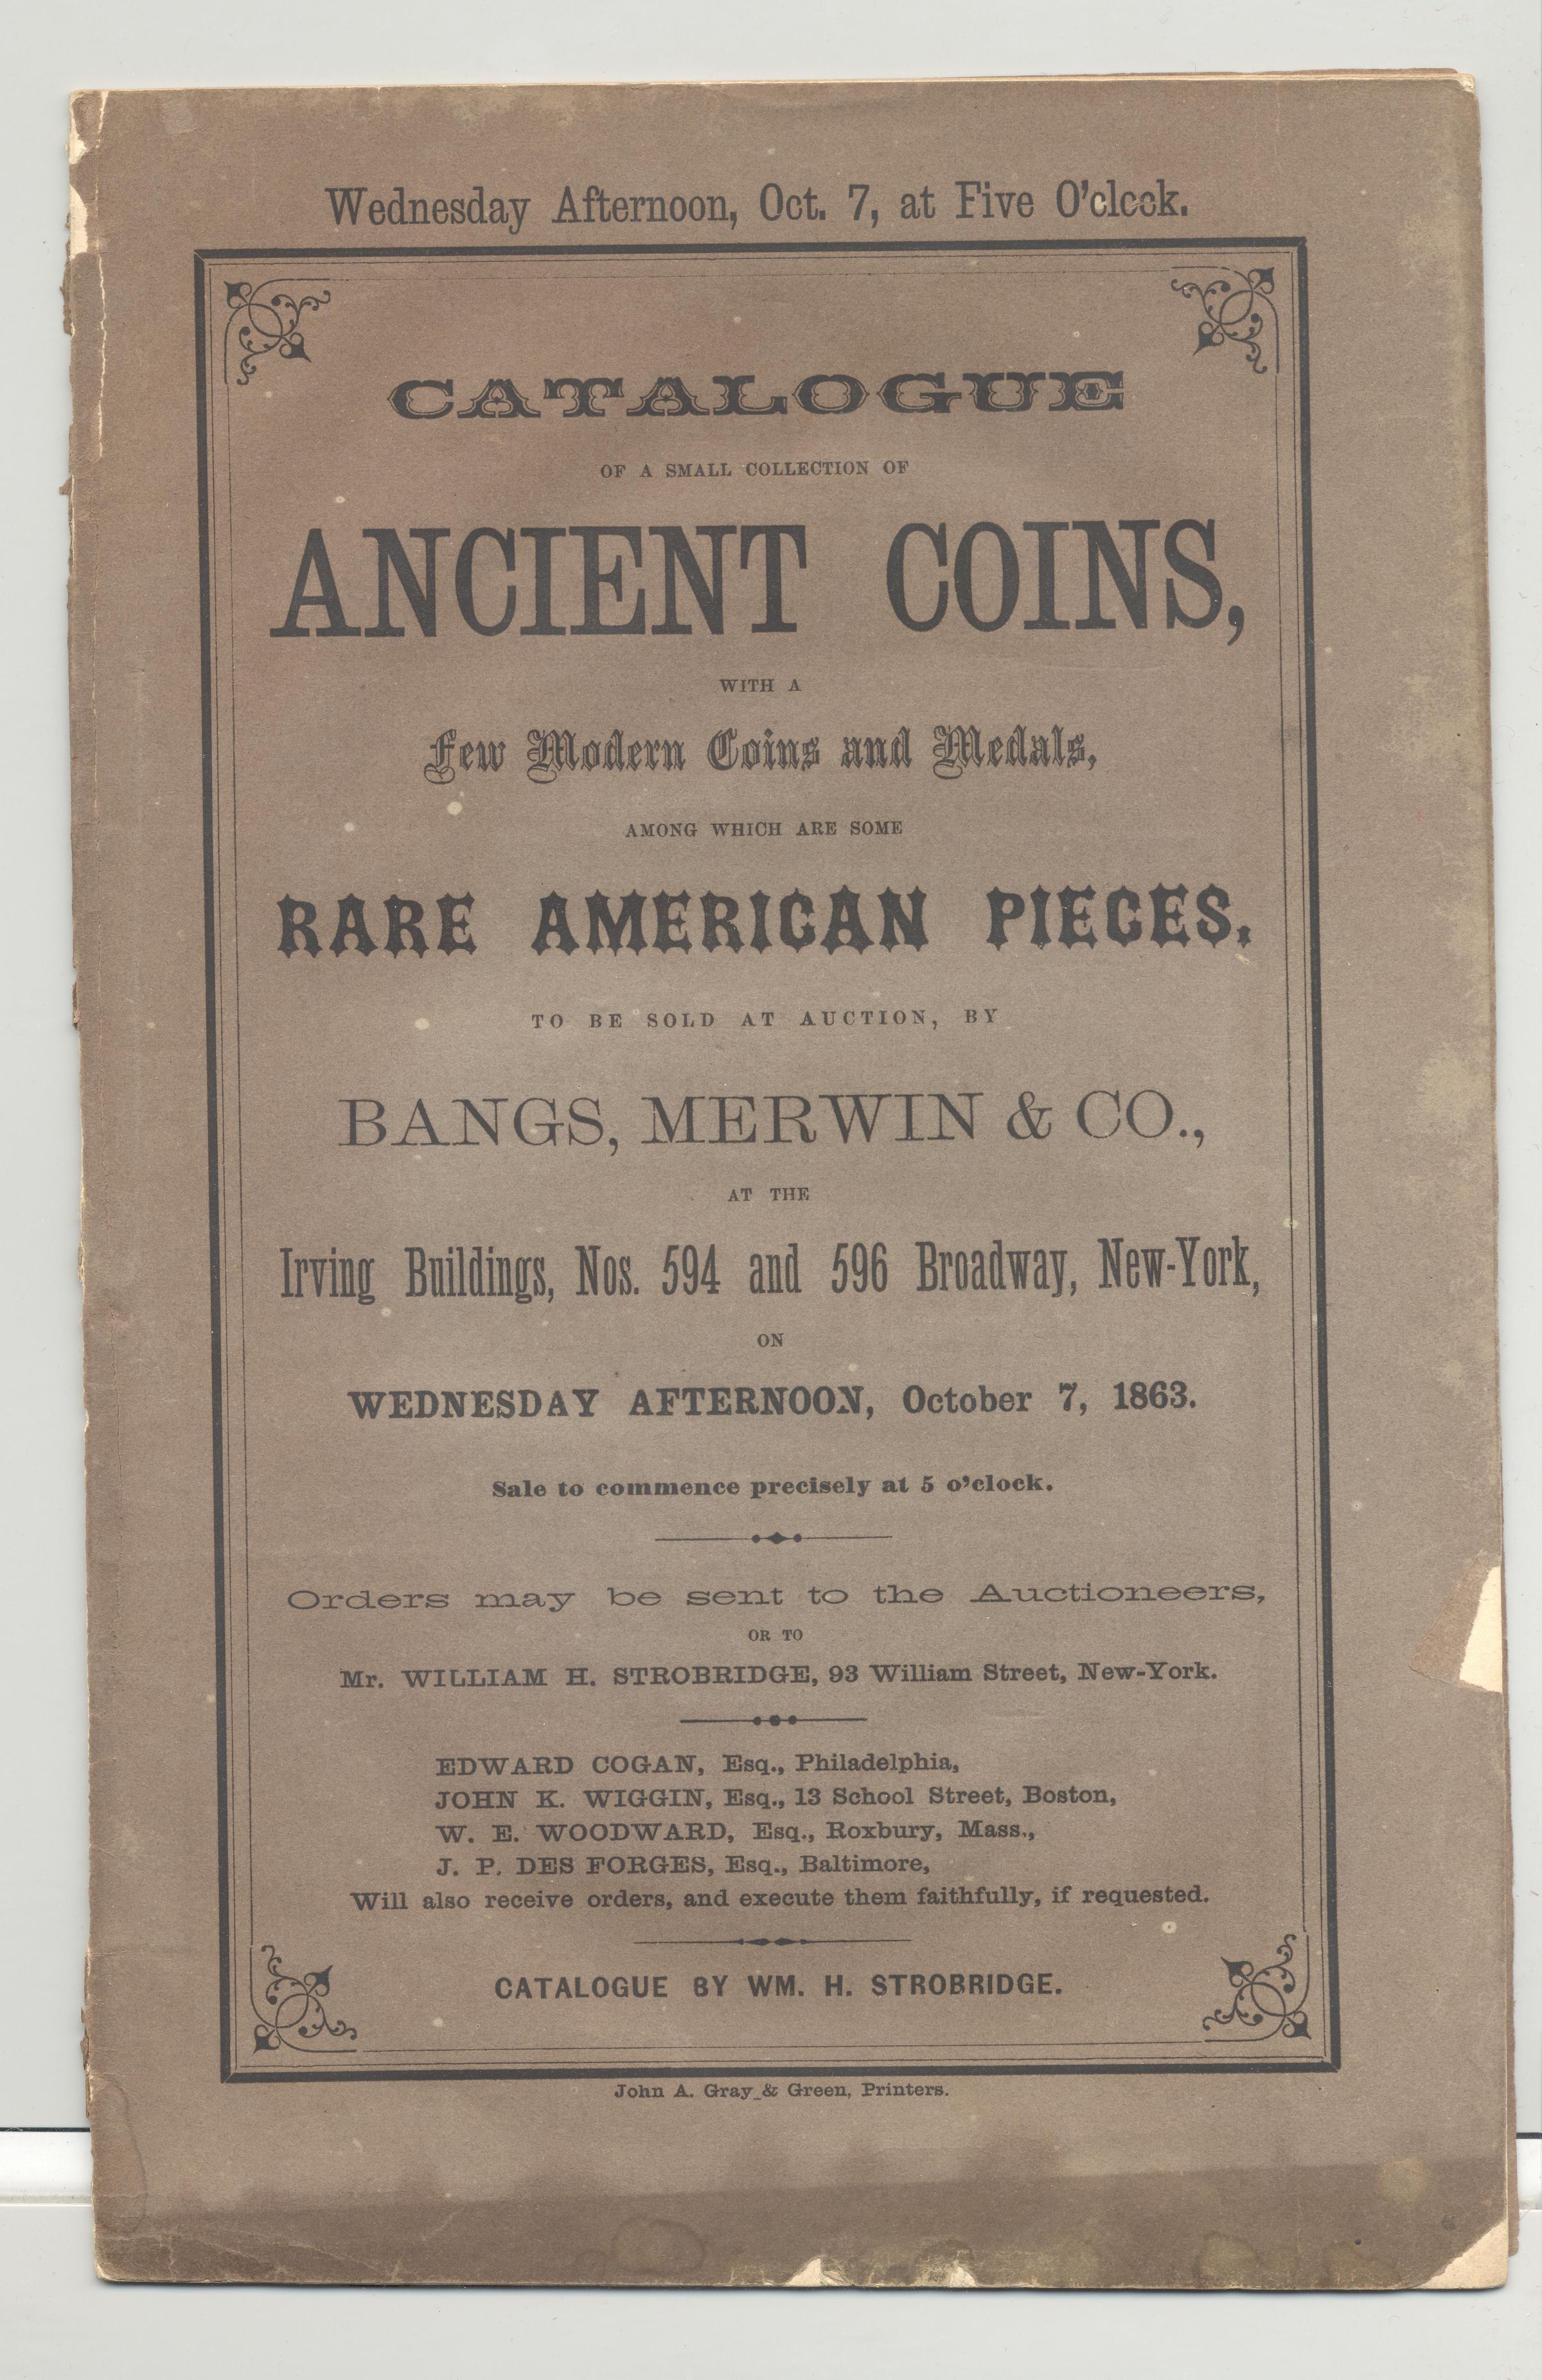 Wednesday Afternoon, Oct. 7, at Five O'clock.
CATALOGUE
OF A SMALL COLLECTION OF
ANCIENT COINS,
WITH A
Few Modern Coins and Medals,
AMONG WHICH ARE SOME
RARE AMERICAN PIECES,
TO BE SOLD AT AUCTION, BY
BANGS, MERWIN & CO.,
AT THE
Irving Buildings, Nos. 594 and 596 Broadway, New-York,
ON
WEDNESDAY AFTERNOON, October 7, 1863.
Sale to commence precisely at 5 o'clock.
Orders may be sent to the Auctioneers,
OR TO
Mr. WILLIAM H. STROBRIDGE, 93 William Street, New-York.
EDWARD COGAN, Esq., Philadelphia,
JOHN K. WIGGIN, Esq., 13 School Street, Boston,
W. E. WOODWARD, Esq., Roxbury, Mass.,
J. P. DES FORGES, Esq., Baltimore,
Will also receive orders, and execute them faithfully, if requested.
CATALOGUE BY WM. H. STROBRIDGE.
John A. Gray & Green, Printers.